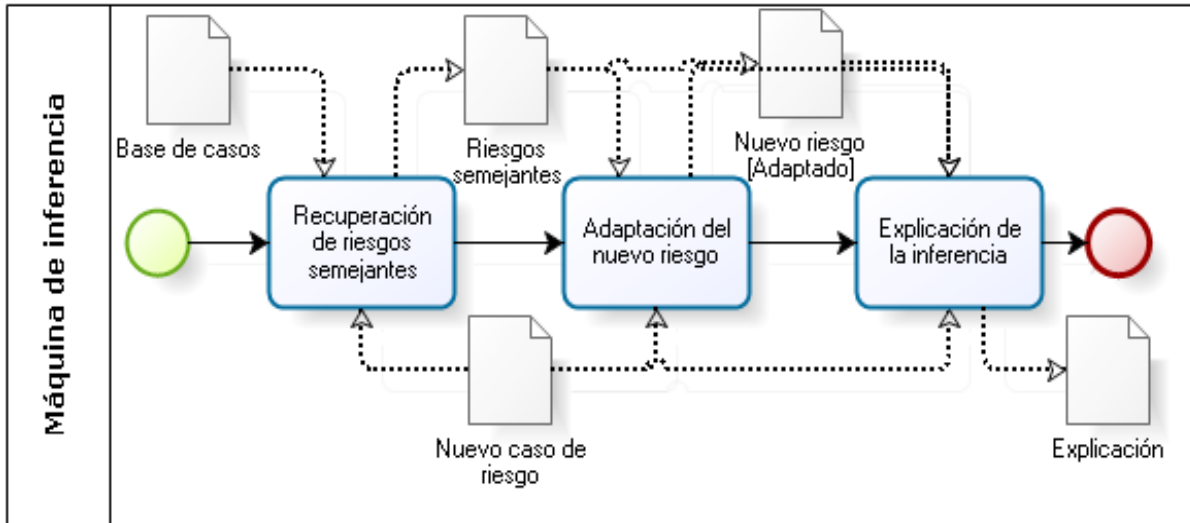 Máquina de inferencia
Base de casos
Riesgos
semejantes
Nuevo riesgo
[Adaptado]
Recuperación
de riesgos
semejantes
Adaptación del
nuevo riesgo
Explicación de
la inferencia
Nuevo caso de
riesgo
Explicación